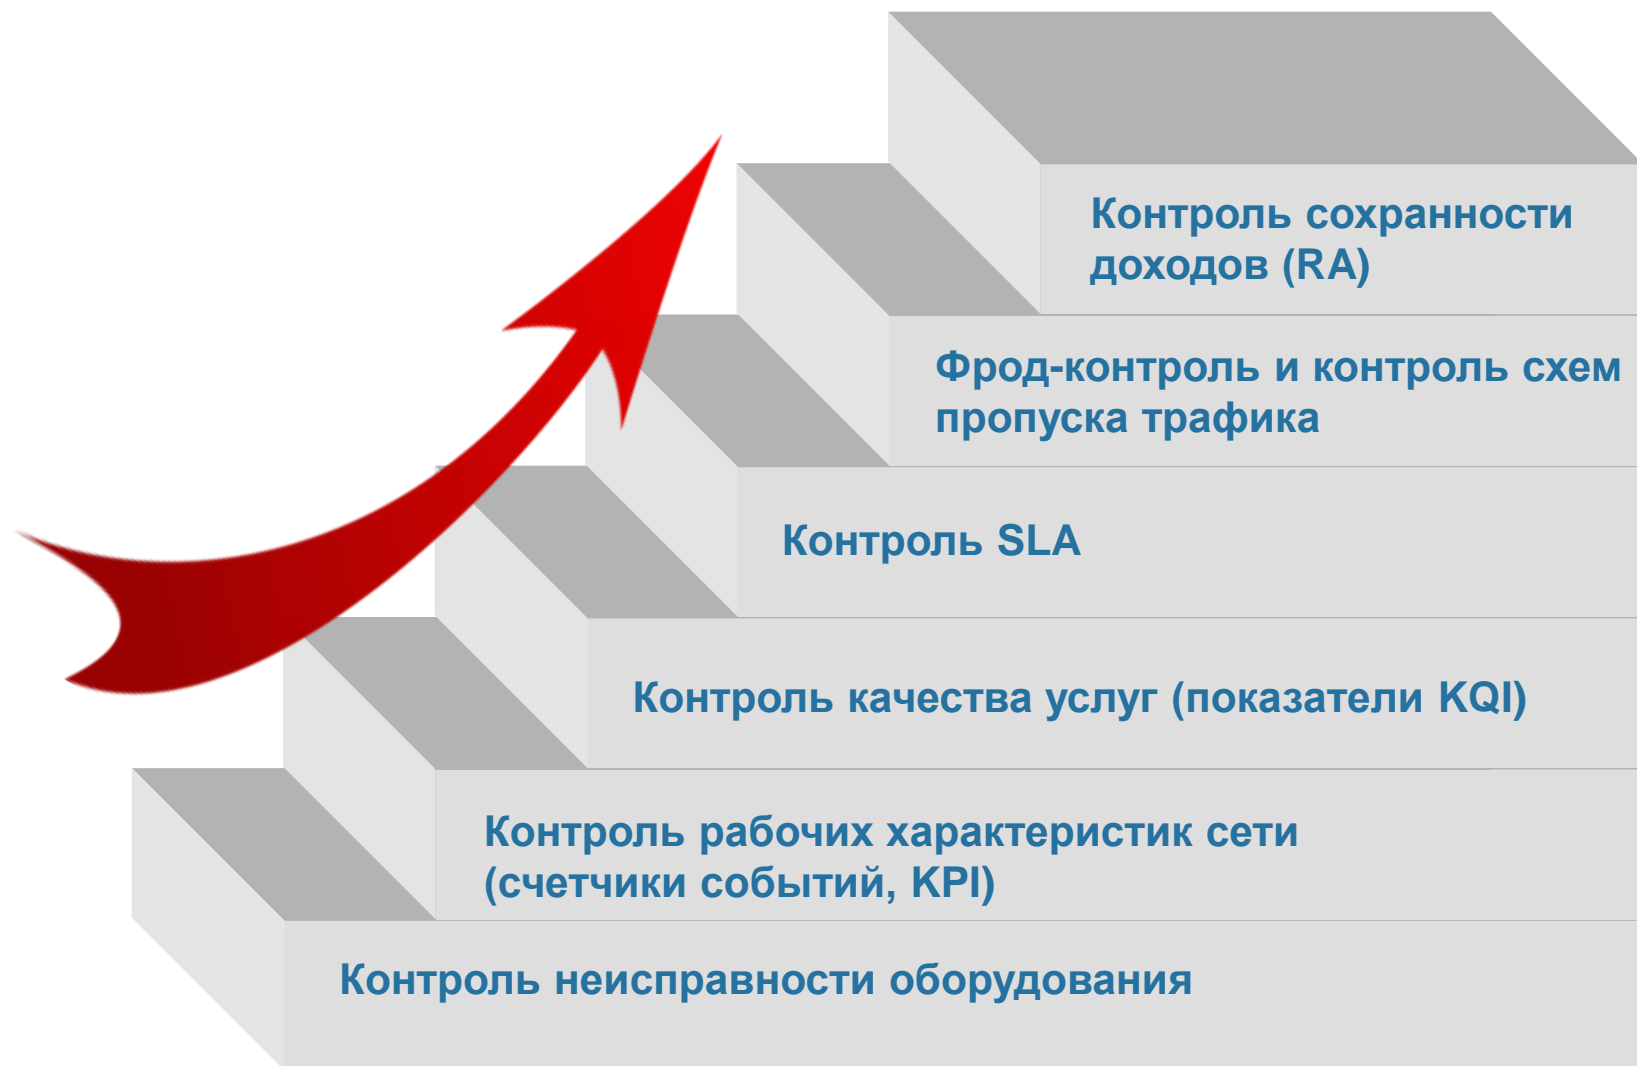 Контроль сохранности
доходов (RA)
Фрод-контроль и контроль схем
пропуска трафика
Контроль SLA
Контроль качества услуг (показатели KQI)
Контроль рабочих характеристик сети
(счетчики событий, KPI)
Контроль неисправности оборудования